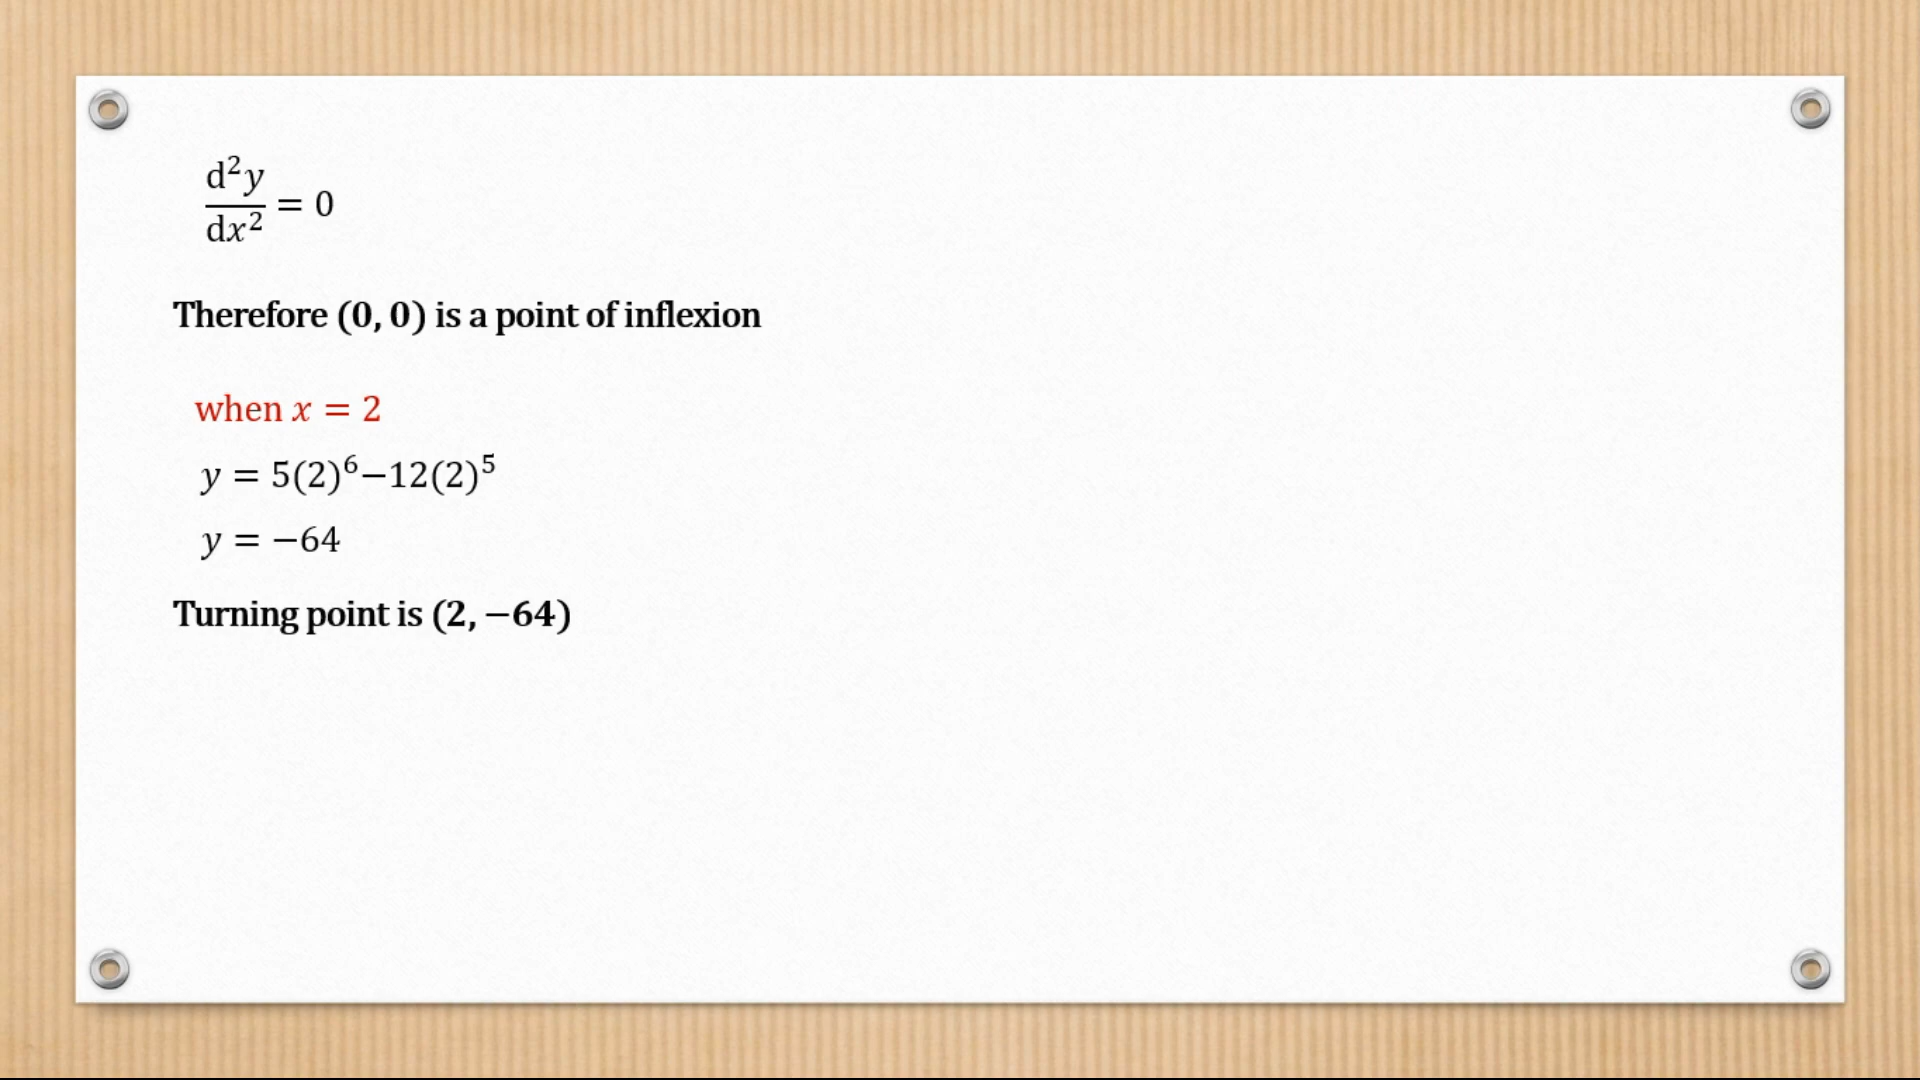 d²y/dx² = 0
Therefore (0, 0) is a point of inflexion
when x = 2
y = 5(2)⁶−12(2)⁵
y = −64
Turning point is (2, −64)